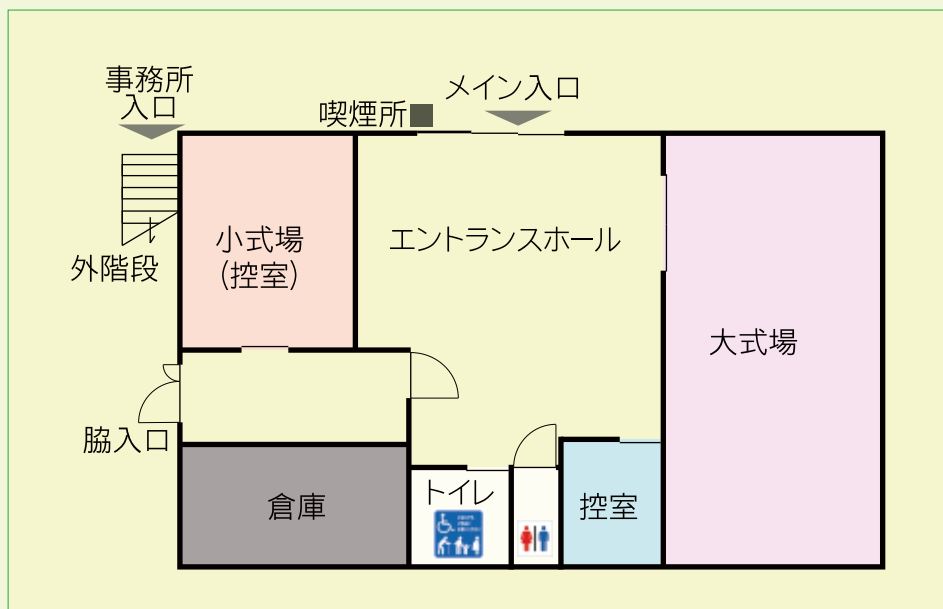 事務所
入口
喫煙所
メイン入口
小式場
(控室)
エントランスホール
外階段
大式場
脇入口
倉庫
トイレ
控室